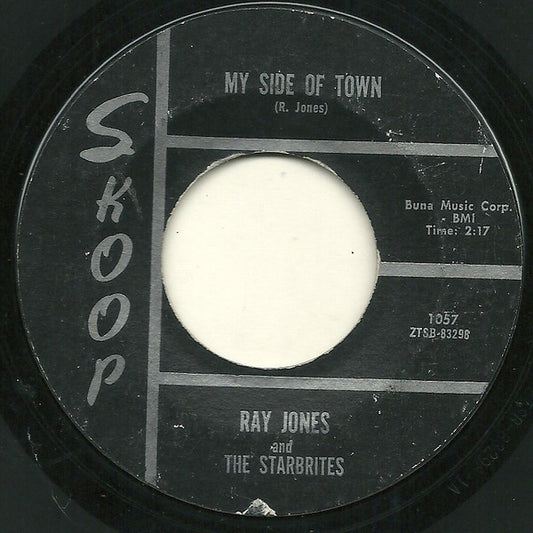 SKOOP
MY SIDE OF TOWN
(R. Jones)
Buna Music Corp.
- BMI
Time: 2:17
1057
ZTSB-83298
RAY JONES
and
THE STARBRITES